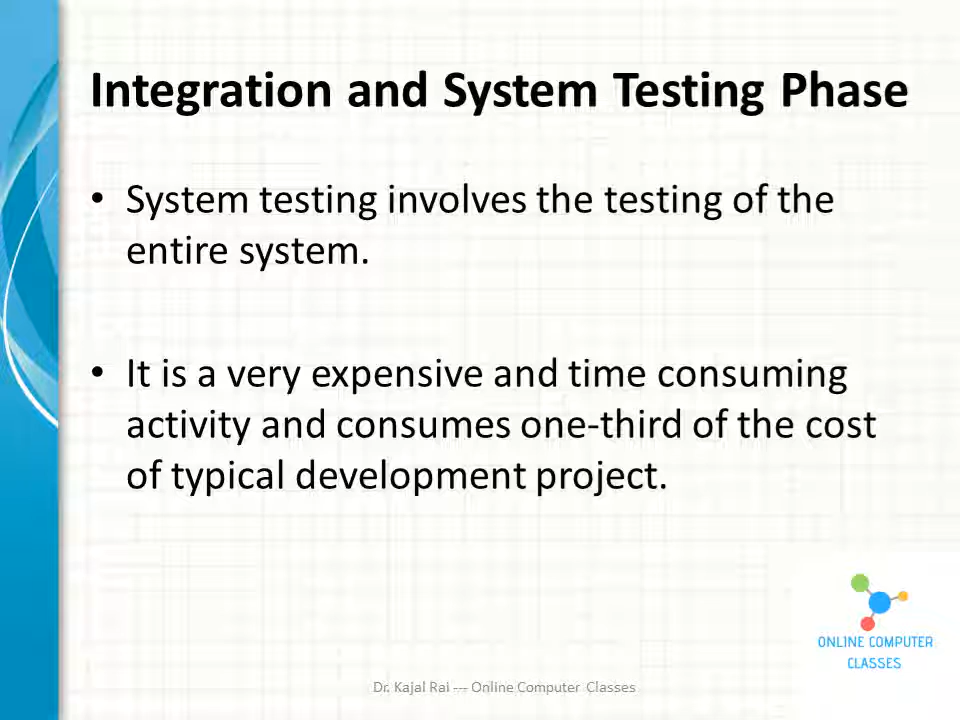 Integration and System Testing Phase
• System testing involves the testing of the
entire system.
• It is a very expensive and time consuming
activity and consumes one-third of the cost
of typical development project.
ONLINE COMPUTER
CLASSES
Dr. Kajal Rai --- Online Computer Classes